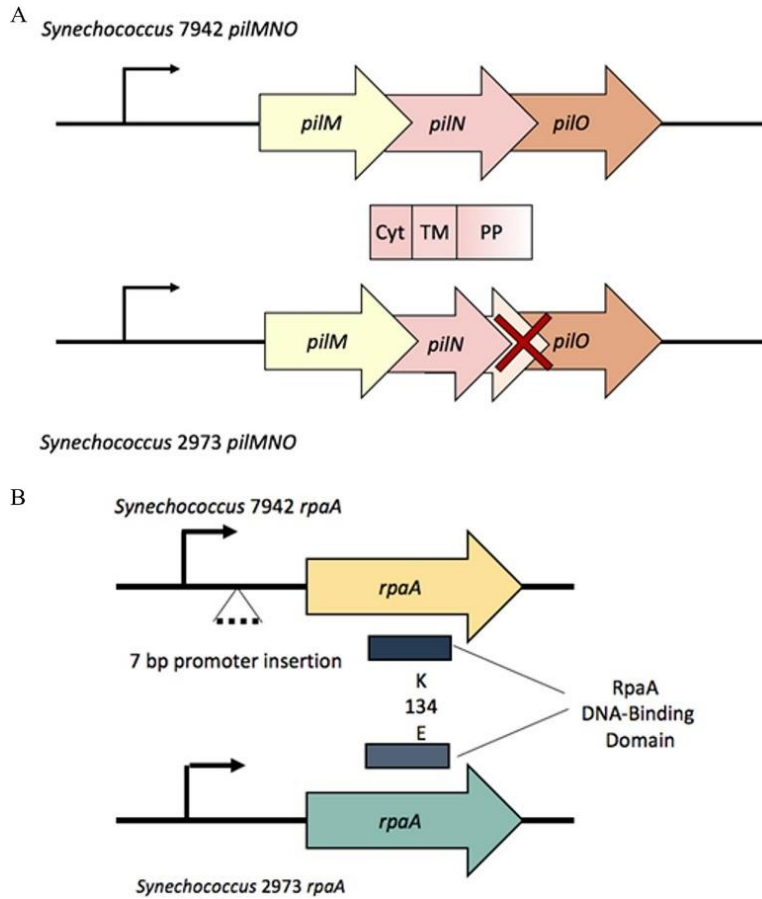 A
Synechococcus 7942 pilMNO
pilM pilN pilO
Cyt TM PP
pilM pilN pilO
Synechococcus 2973 pilMNO
B
Synechococcus 7942 rpaA
rpaA
7 bp promoter insertion
K
134
E
RpaA
DNA-Binding
Domain
rpaA
Synechococcus 2973 rpaA